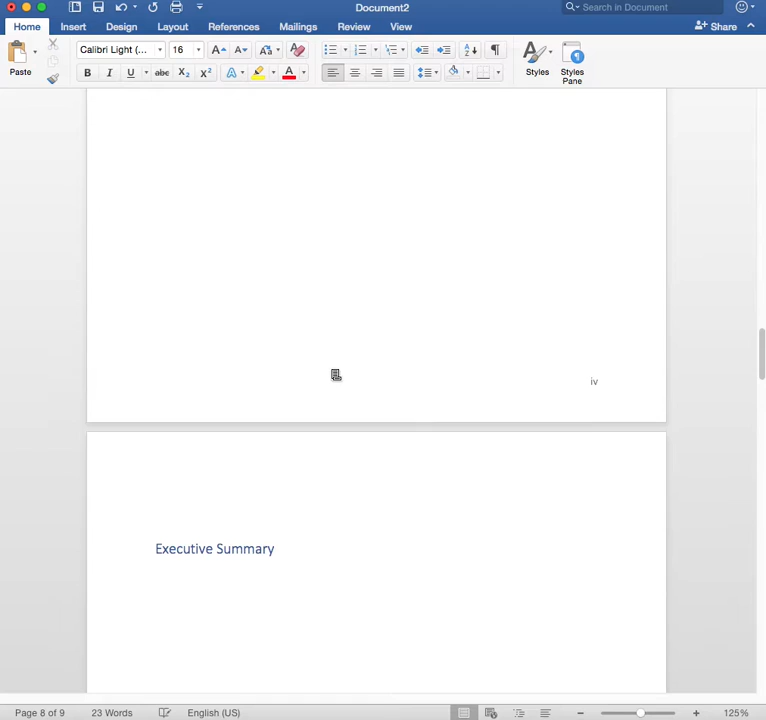 Document2
Search in Document
Home Insert Design Layout References Mailings Review View
Share
Calibri Light (... 16
Paste
Styles
Styles Pane
iv
Executive Summary
Page 8 of 9 23 Words English (US) 125%